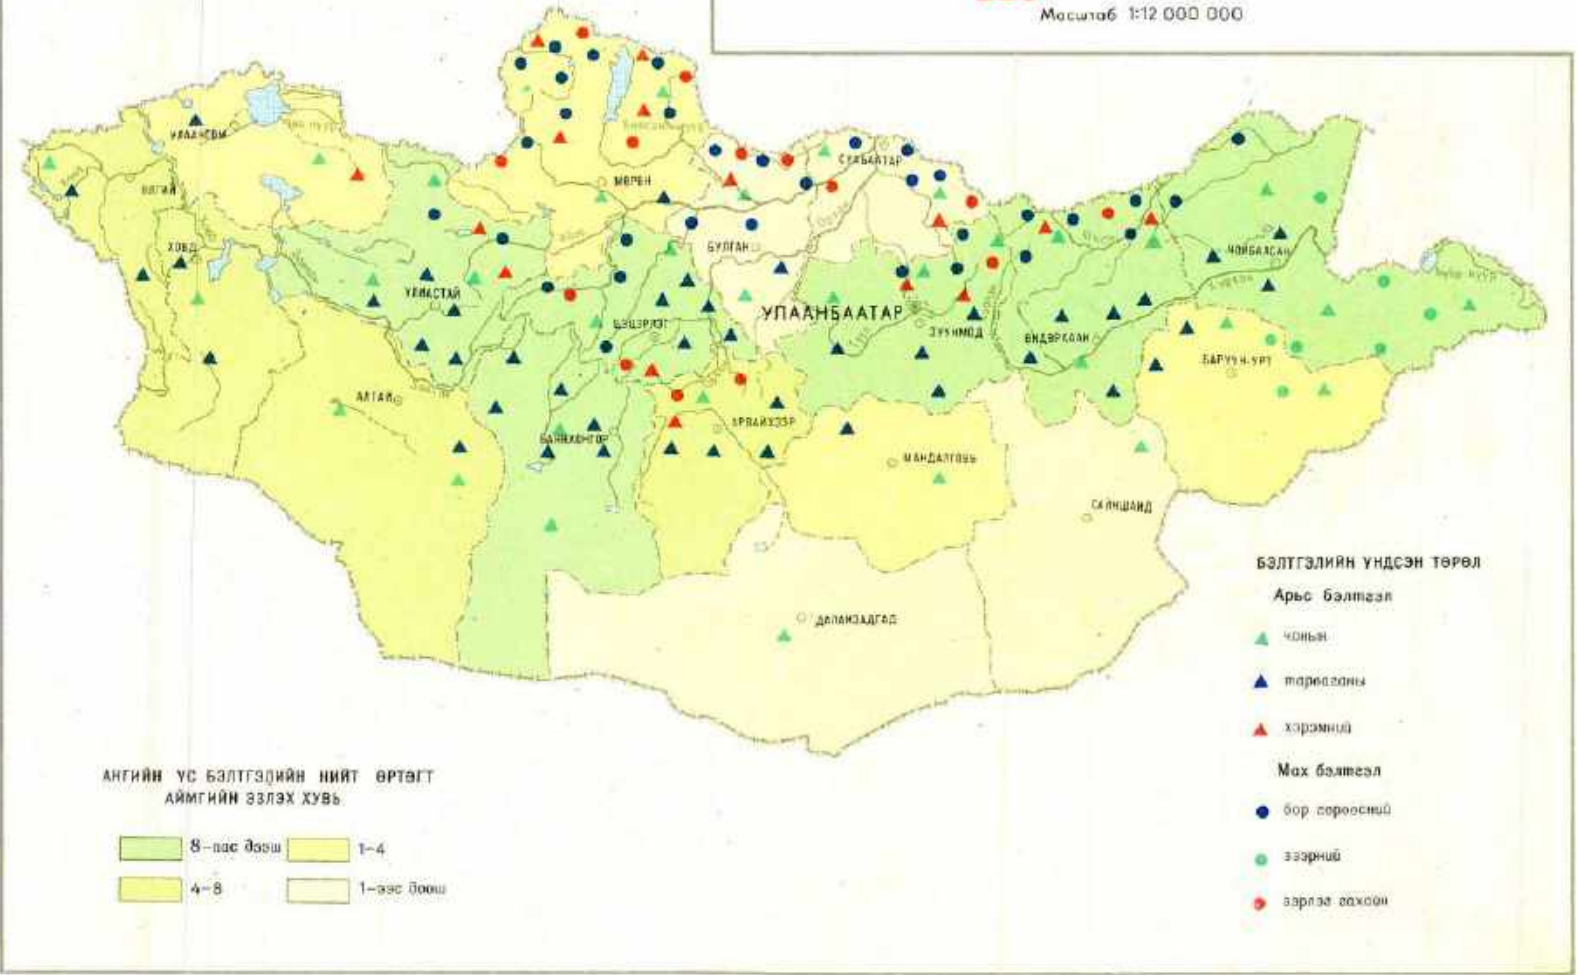 Масштаб 1:12 000 000
УЛААНГОМ
ӨЛГИЙ
ХОВД
МӨРӨН
СҮХБААТАР
БУЛГАН
УЛИАСТАЙ
ЦЭЦЭРЛЭГ
УЛААНБААТАР
ЗУУНМОД
ӨНДӨРХААН
ЧОЙБАЛСАН
БАРУУН-УРТ
АЛТАЙ
БАЯНХОНГОР
АРВАЙХЭЭР
МАНДАЛГОВЬ
САЙНШАНД
ДАЛАНЗАДГАД
БЭЛТГЭЛИЙН ҮНДСЭН ТӨРӨЛ
Арьс бэлтгэл
чонын
тарваганы
хэрэмний
Мах бэлтгэл
бор гөрөөсний
зээрний
зэрлэг гахайн
АНГИЙН ҮС БЭЛТГЭЛИЙН НИЙТ ӨРТӨГТ
АЙМГИЙН ЭЗЛЭХ ХУВЬ
8-аас дээш
1-4
4-8
1-ээс доош